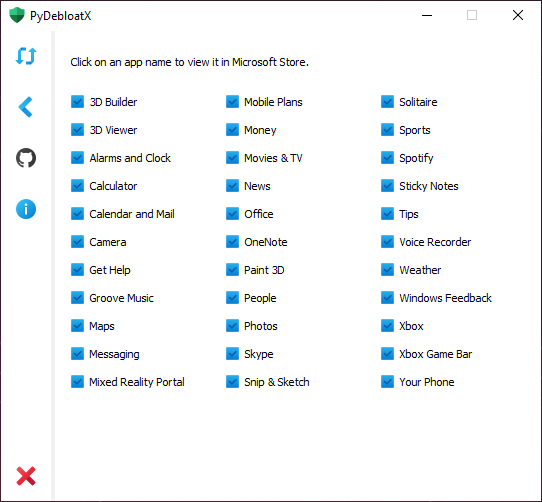 PyDebloatX
Click on an app name to view it in Microsoft Store.
3D Builder
3D Viewer
Alarms and Clock
Calculator
Calendar and Mail
Camera
Get Help
Groove Music
Maps
Messaging
Mixed Reality Portal
Mobile Plans
Money
Movies & TV
News
Office
OneNote
Paint 3D
People
Photos
Skype
Snip & Sketch
Solitaire
Sports
Spotify
Sticky Notes
Tips
Voice Recorder
Weather
Windows Feedback
Xbox
Xbox Game Bar
Your Phone